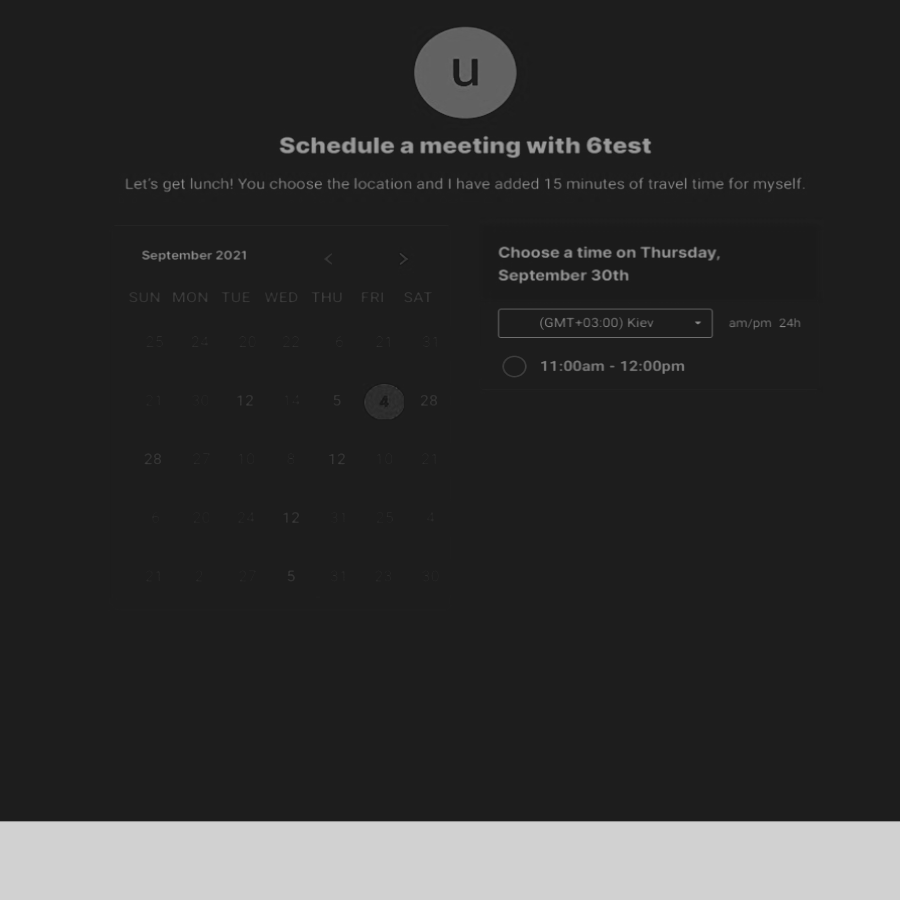 u
Schedule a meeting with 6test
Let's get lunch! You choose the location and I have added 15 minutes of travel time for myself.
September 2021 < >
SUN MON TUE WED THU FRI SAT
25 24 20 22 6 21 31
21 12 14 5 4 28
28 27 10 8 12 10 21
6 20 24 12 31 25 4
21 2 27 5 31 23 30
Choose a time on Thursday,
September 30th
(GMT+03:00) Kiev am/pm 24h
11:00am - 12:00pm